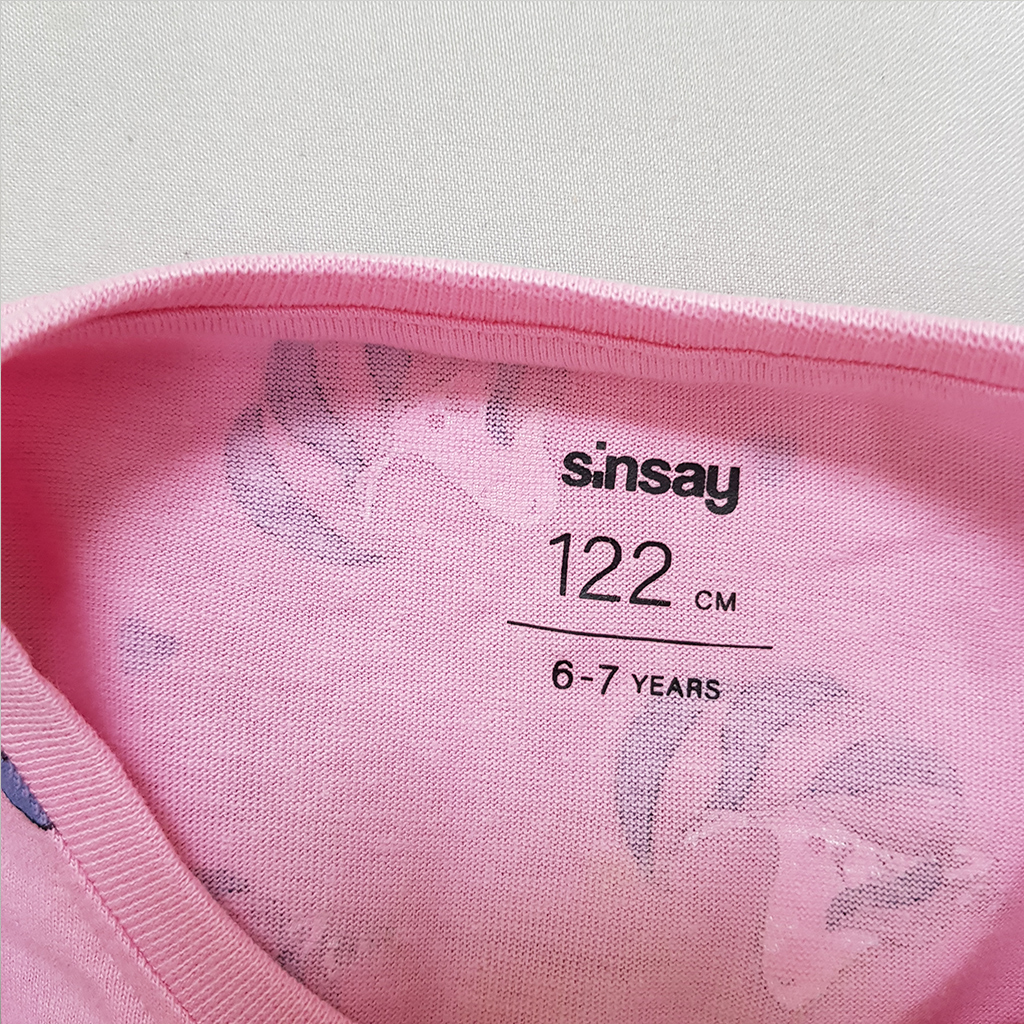 sinsay
122 CM
6-7 YEARS